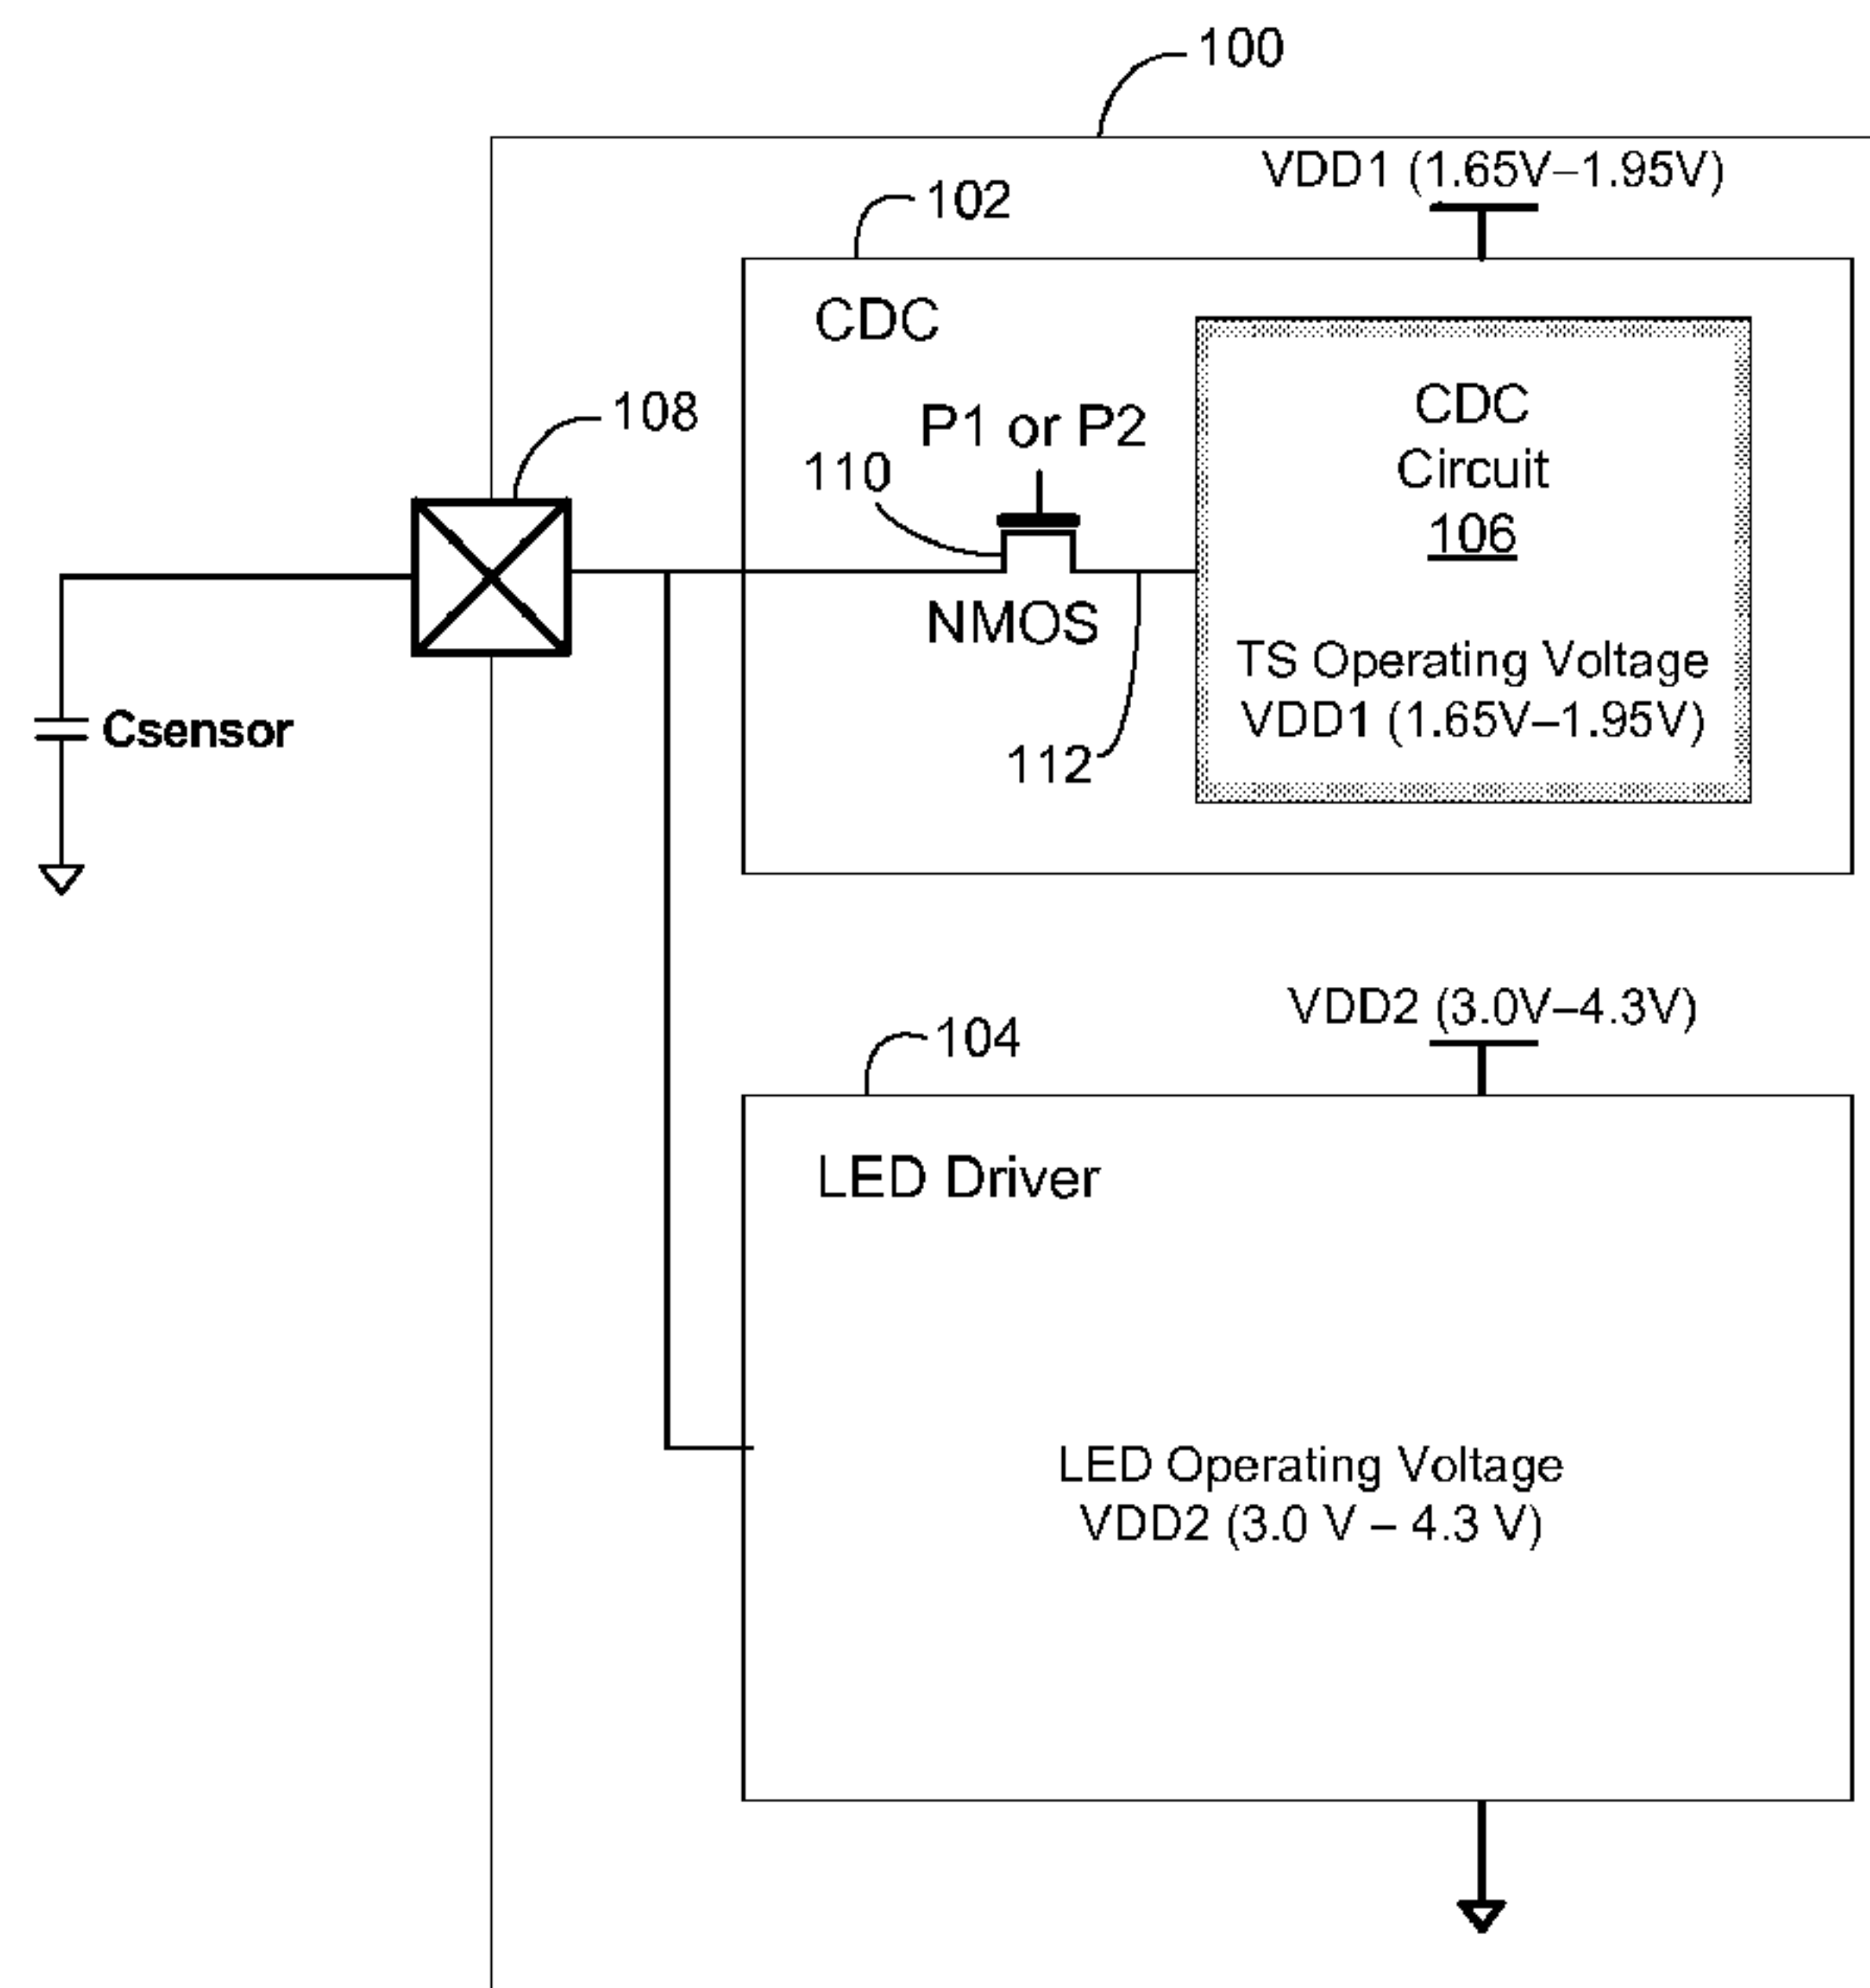 100
VDD1 (1.65V–1.95V)
102
CDC
108
P1 or P2
110
NMOS
112
CDC
Circuit
106
TS Operating Voltage
VDD1 (1.65V–1.95V)
Csensor
VDD2 (3.0V–4.3V)
104
LED Driver
LED Operating Voltage
VDD2 (3.0 V – 4.3 V)